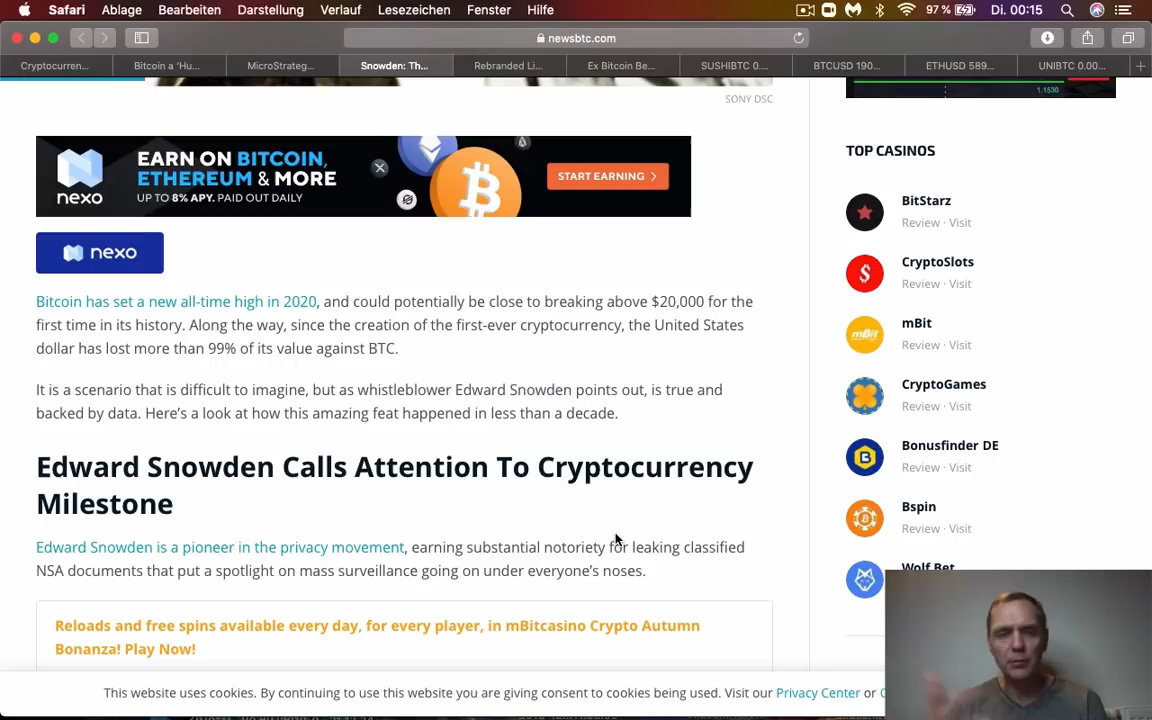 Safari Ablage Bearbeiten Darstellung Verlauf Lesezeichen Fenster Hilfe 97 % Di. 00:15
newsbtc.com
Cryptocurren... Bitcoin a 'Hu... MicroStrateg... Snowden: Th... Rebranded Li... Ex Bitcoin Be... SUSHIBTC 0.... BTCUSD 190... ETHUSD 589... UNIBTC 0.00...
1.1530
SONY DSC
nexo
EARN ON BITCOIN,
ETHEREUM & MORE
UP TO 8% APY. PAID OUT DAILY
START EARNING
nexo
Bitcoin has set a new all-time high in 2020, and could potentially be close to breaking above $20,000 for the
first time in its history. Along the way, since the creation of the first-ever cryptocurrency, the United States
dollar has lost more than 99% of its value against BTC.
It is a scenario that is difficult to imagine, but as whistleblower Edward Snowden points out, is true and
backed by data. Here's a look at how this amazing feat happened in less than a decade.
Edward Snowden Calls Attention To Cryptocurrency
Milestone
Edward Snowden is a pioneer in the privacy movement, earning substantial notoriety for leaking classified
NSA documents that put a spotlight on mass surveillance going on under everyone's noses.
Reloads and free spins available every day, for every player, in mBitcasino Crypto Autumn
Bonanza! Play Now!
TOP CASINOS
BitStarz
Review · Visit
CryptoSlots
Review · Visit
mBit
mBit
Review · Visit
CryptoGames
Review · Visit
Bonusfinder DE
Review · Visit
Bspin
Review · Visit
Wolf Bet
This website uses cookies. By continuing to use this website you are giving consent to cookies being used. Visit our Privacy Center or